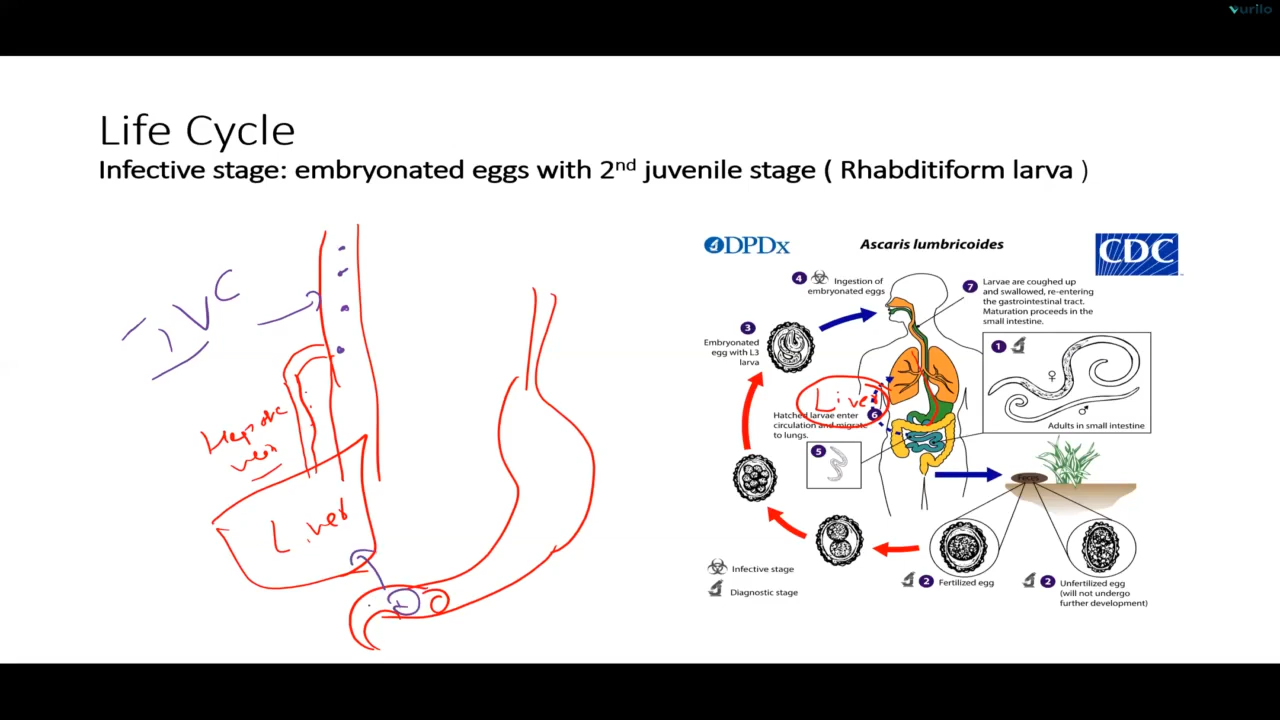 vurilo
Life Cycle
Infective stage: embryonated eggs with 2nd juvenile stage ( Rhabditiform larva )
IVC
Hepatic
vein
Liver
DPDx
Ascaris lumbricoides
CDC
4
Ingestion of
embryonated eggs
7
Larvae are coughed up
and swallowed, re-entering
the gastrointestinal tract.
Maturation proceeds in the
small intestine.
3
Embryonated
egg with L3
larva
1
♀
♂
Adults in small intestine
Liver
6
Hatched larvae enter
circulation and migrate
to lungs.
5
FECES
2 Fertilized egg
2 Unfertilized egg
(will not undergo
further development)
Infective stage
Diagnostic stage